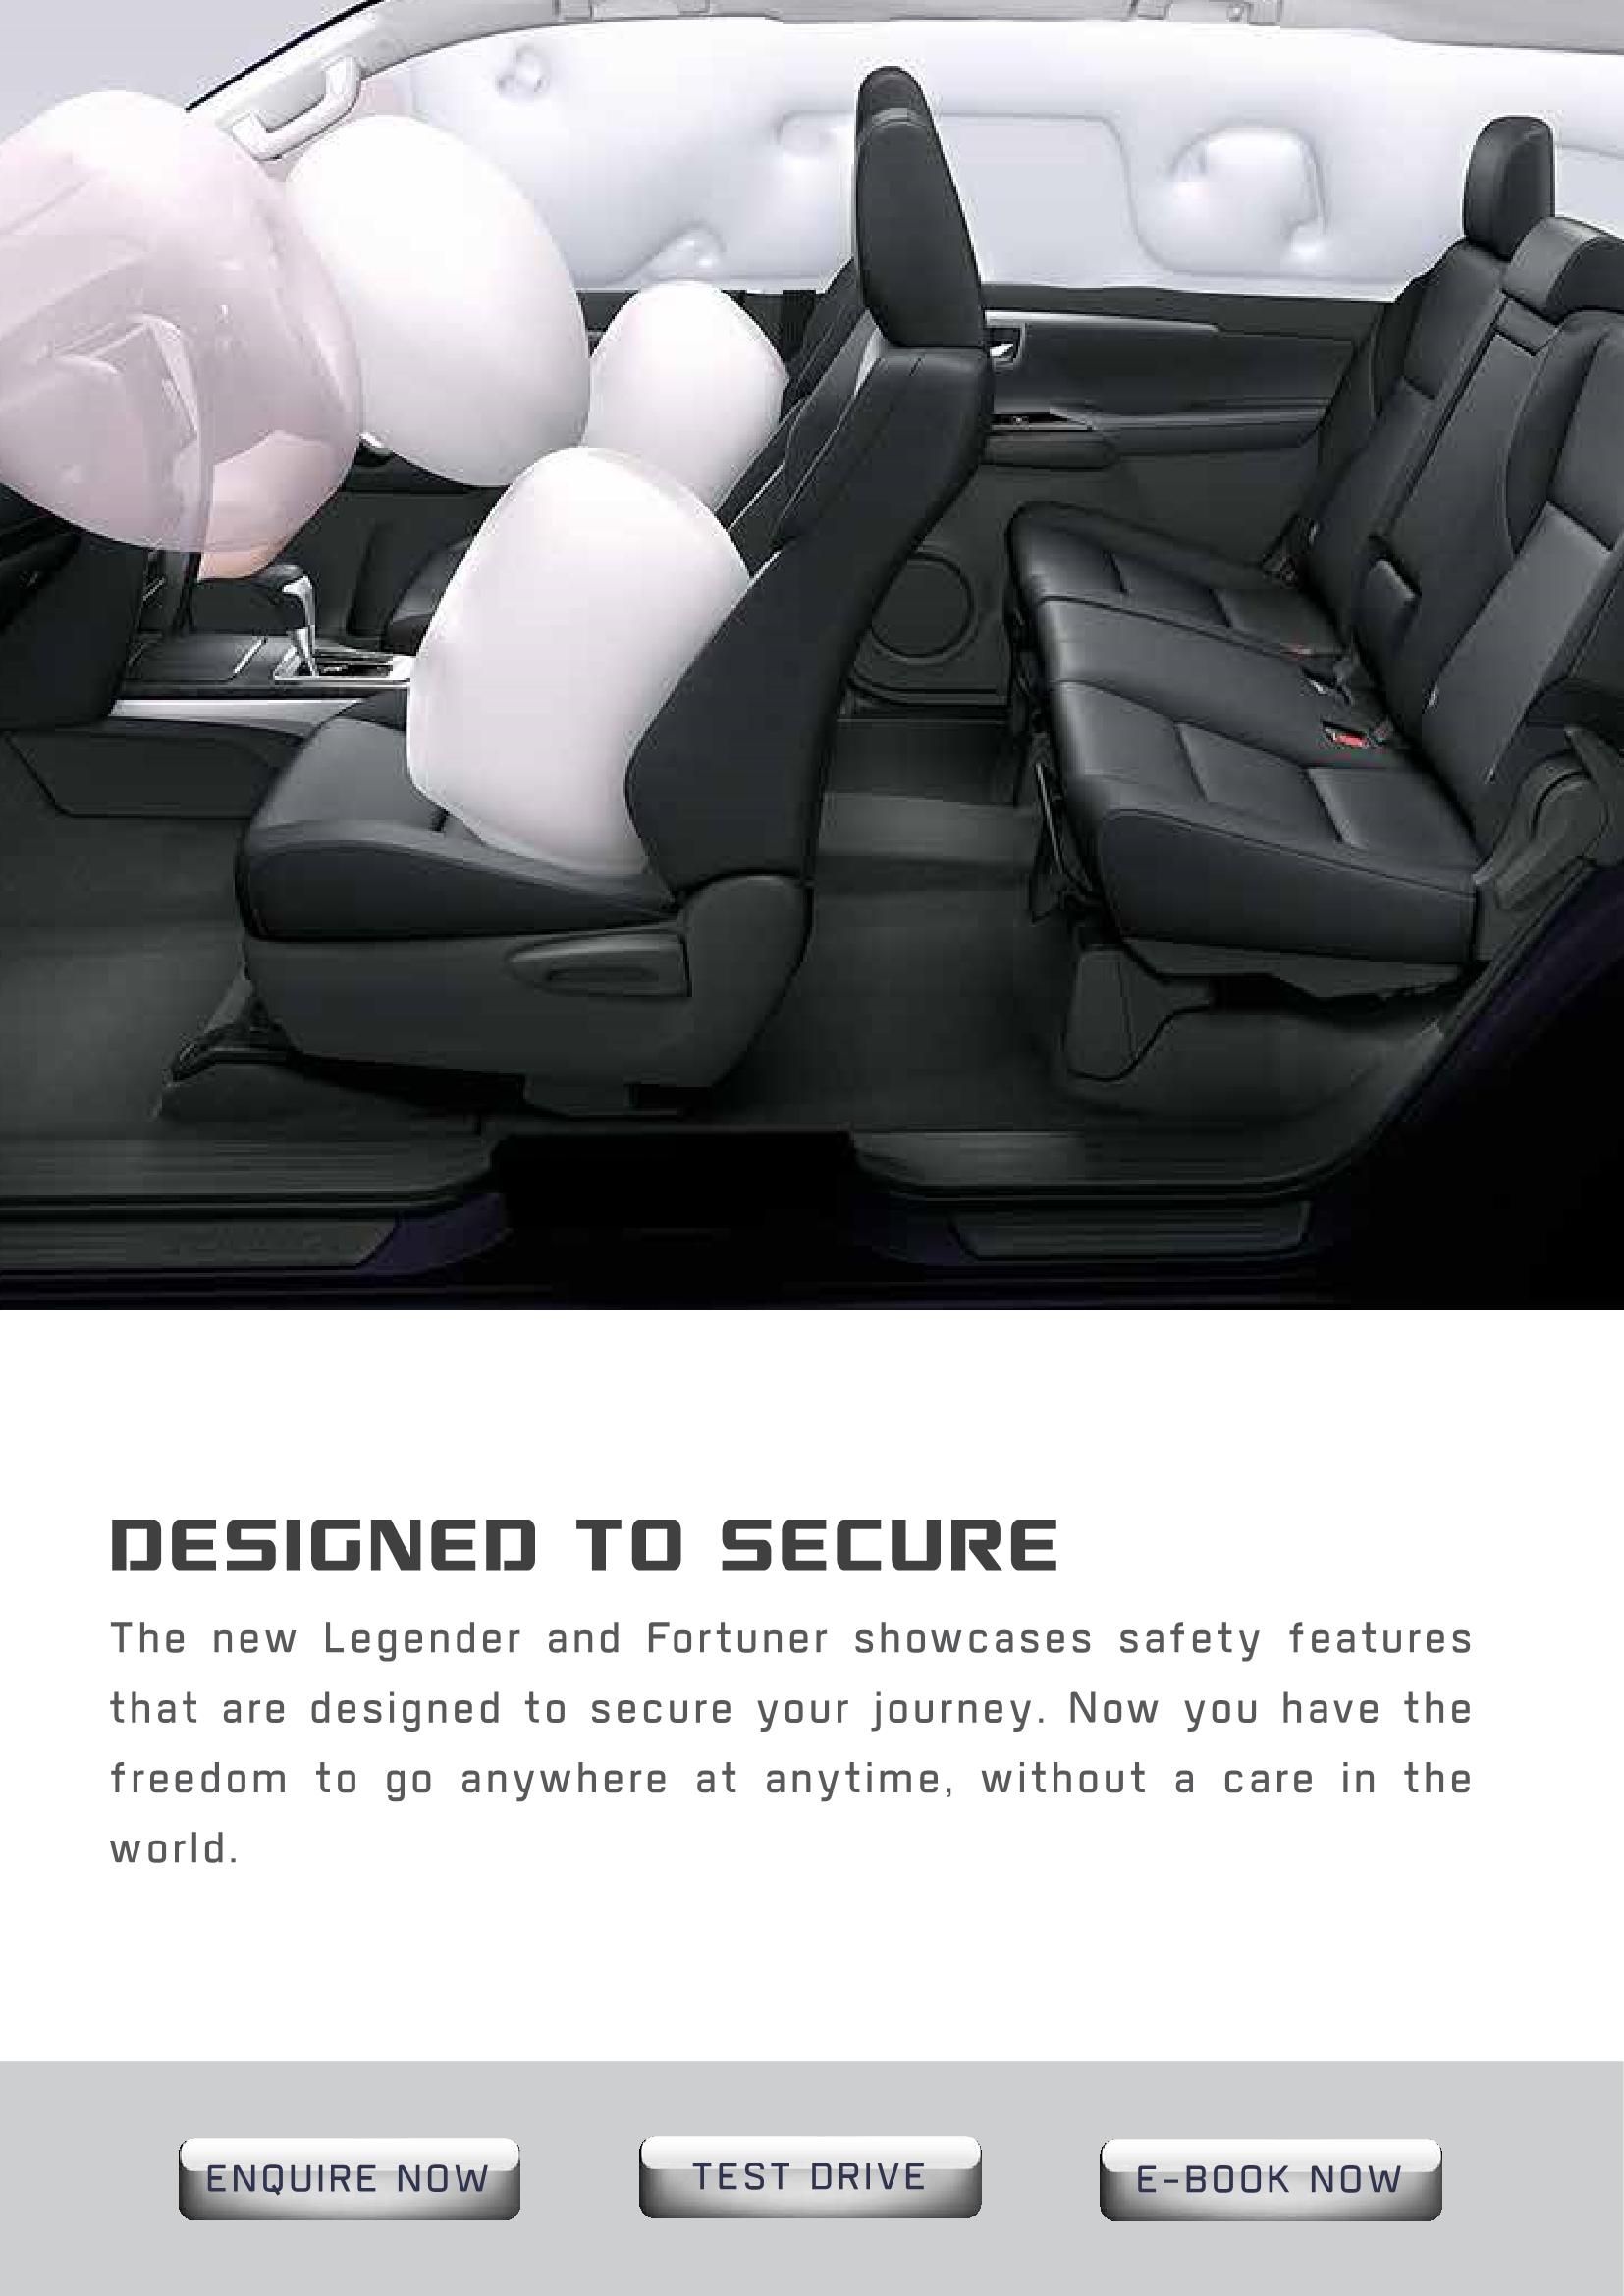 DESIGNED TO SECURE
The new Legender and Fortuner showcases safety features
that are designed to secure your journey. Now you have the
freedom to go anywhere at anytime, without a care in the
world.
ENQUIRE NOW
TEST DRIVE
E-BOOK NOW